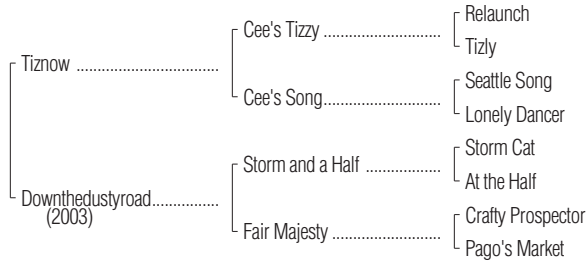 Relaunch
Cee's Tizzy ........................
Tizly
Tiznow .............................
Seattle Song
Cee's Song........................
Lonely Dancer
Storm Cat
Storm and a Half ...............
At the Half
Downthedustyroad.............
(2003)
Crafty Prospector
Fair Majesty ......................
Pago's Market